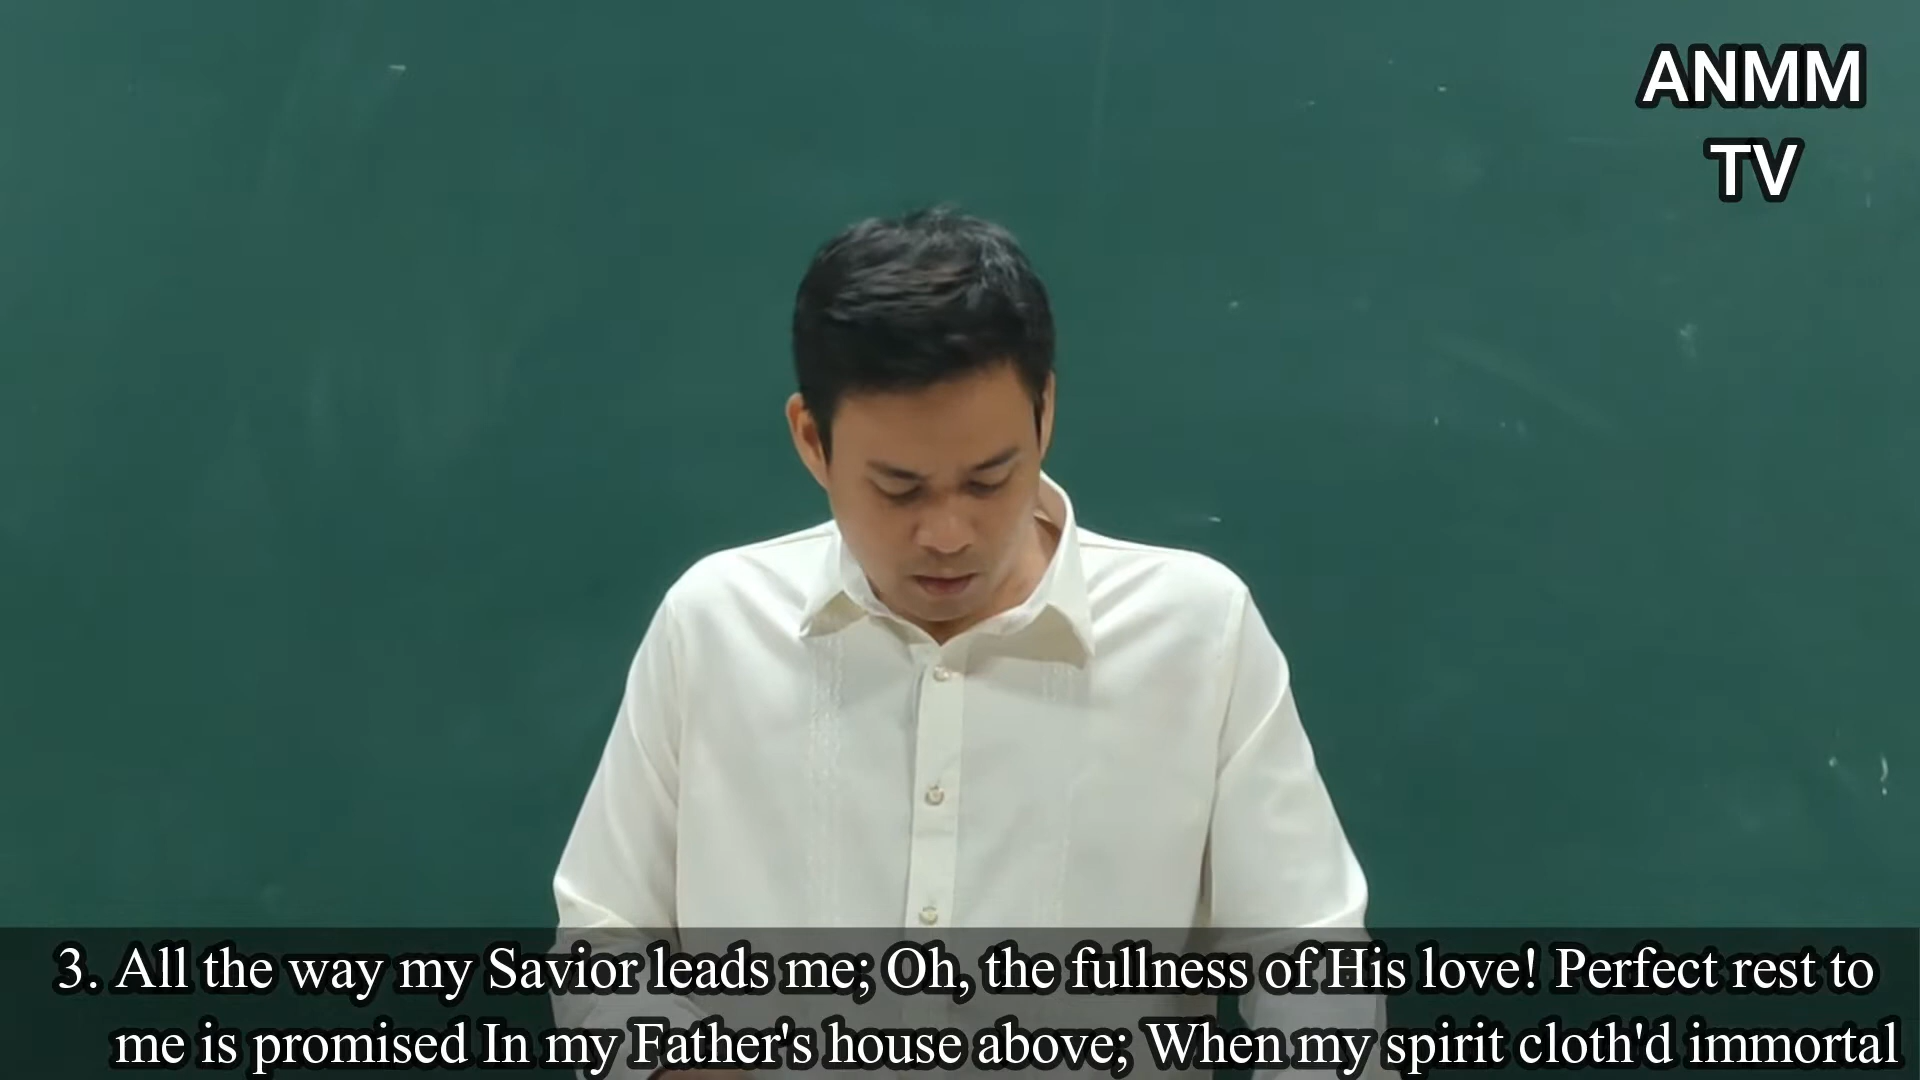 ANMM
TV
3. All the way my Savior leads me; Oh, the fullness of His love! Perfect rest to
me is promised In my Father's house above; When my spirit cloth'd immortal